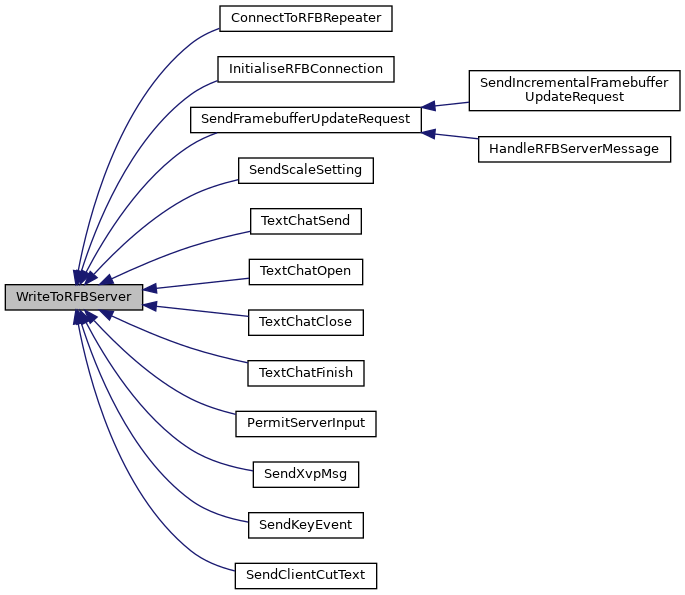 ConnectToRFBRepeater
InitialiseRFBConnection
SendIncrementalFramebuffer
UpdateRequest
SendFramebufferUpdateRequest
HandleRFBServerMessage
SendScaleSetting
TextChatSend
TextChatOpen
WriteToRFBServer
TextChatClose
TextChatFinish
PermitServerInput
SendXvpMsg
SendKeyEvent
SendClientCutText